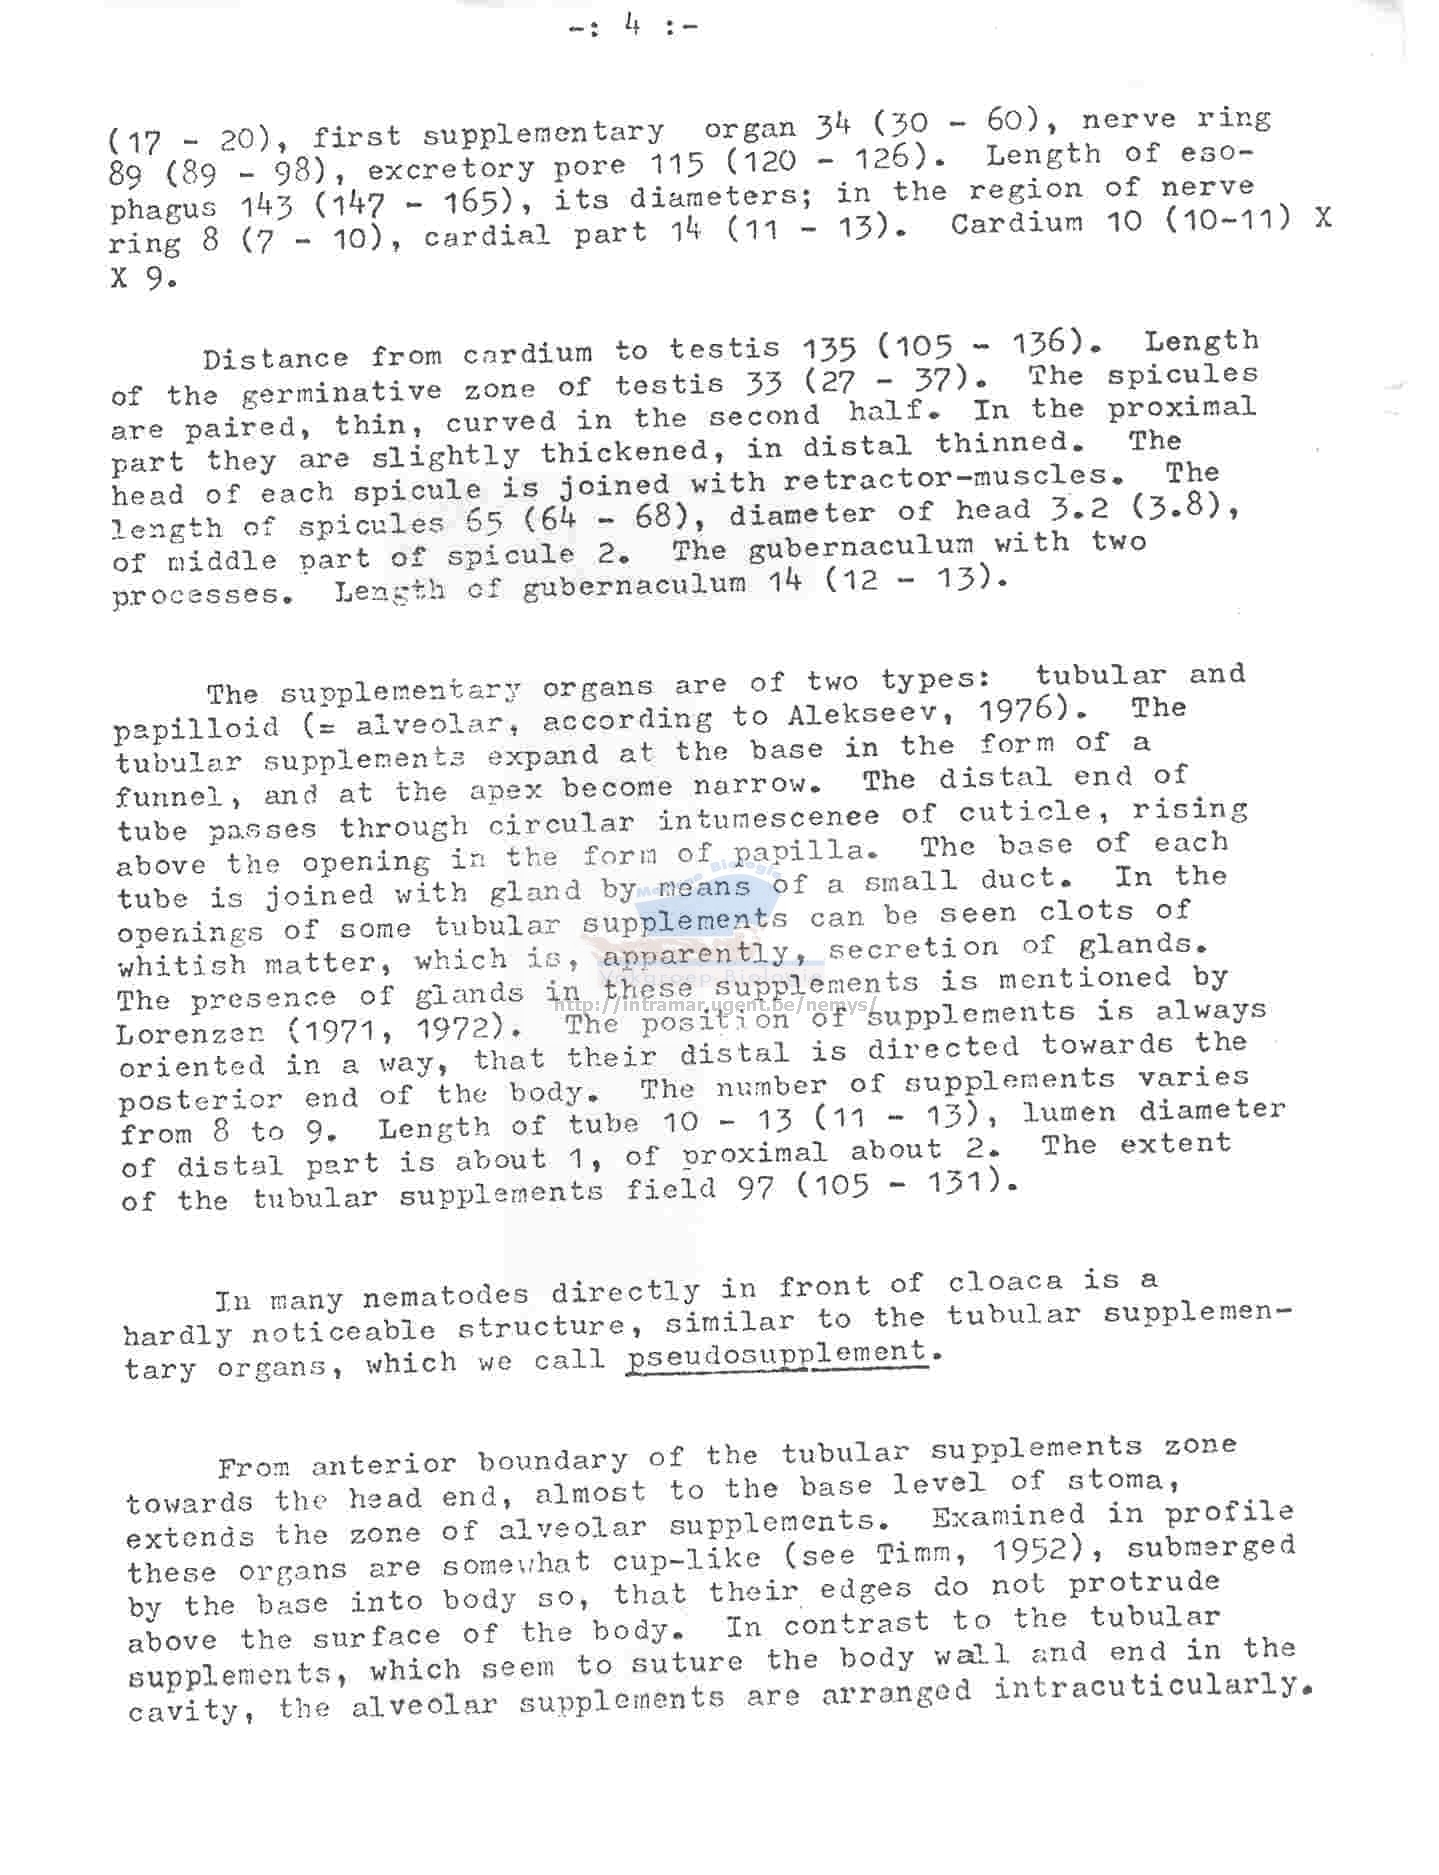 -: 4 :-
(17 - 20), first supplementary organ 34 (30 - 60), nerve ring
89 (89 - 98), excretory pore 115 (120 - 126). Length of eso-
phagus 143 (147 - 165), its diameters; in the region of nerve
ring 8 (7 - 10), cardial part 14 (11 - 13). Cardium 10 (10-11) X
X 9.
Distance from cardium to testis 135 (105 - 136). Length
of the germinative zone of testis 33 (27 - 37). The spicules
are paired, thin, curved in the second half. In the proximal
part they are slightly thickened, in distal thinned. The
head of each spicule is joined with retractor-muscles. The
length of spicules 65 (64 - 68), diameter of head 3.2 (3.8),
of middle part of spicule 2. The gubernaculum with two
processes. Length of gubernaculum 14 (12 - 13).
The supplementary organs are of two types: tubular and
papilloid (= alveolar, according to Alekseev, 1976). The
tubular supplements expand at the base in the form of a
funnel, and at the apex become narrow. The distal end of
tube passes through circular intumescenee of cuticle, rising
above the opening in the form of papilla. The base of each
tube is joined with gland by means of a small duct. In the
openings of some tubular supplements can be seen clots of
whitish matter, which is, apparently, secretion of glands.
The presence of glands in these supplements is mentioned by
Lorenzen (1971, 1972). The position of supplements is always
oriented in a way, that their distal is directed towards the
posterior end of the body. The number of supplements varies
from 8 to 9. Length of tube 10 - 13 (11 - 13), lumen diameter
of distal part is about 1, of proximal about 2. The extent
of the tubular supplements field 97 (105 - 131).
In many nematodes directly in front of cloaca is a
hardly noticeable structure, similar to the tubular supplemen-
tary organs, which we call pseudosupplement.
From anterior boundary of the tubular supplements zone
towards the head end, almost to the base level of stoma,
extends the zone of alveolar supplements. Examined in profile
these organs are somewhat cup-like (see Timm, 1952), submerged
by the base into body so, that their edges do not protrude
above the surface of the body. In contrast to the tubular
supplements, which seem to suture the body wall and end in the
cavity, the alveolar supplements are arranged intracuticularly.
Mariene Biologie
Vakgroep Biologie
http://intramar.ugent.be/nemys/